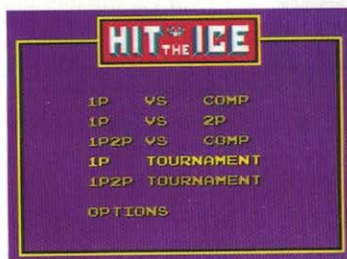 HIT THE ICE
1P VS COMP
1P VS 2P
1P2P VS COMP
1P TOURNAMENT
1P2P TOURNAMENT
OPTIONS